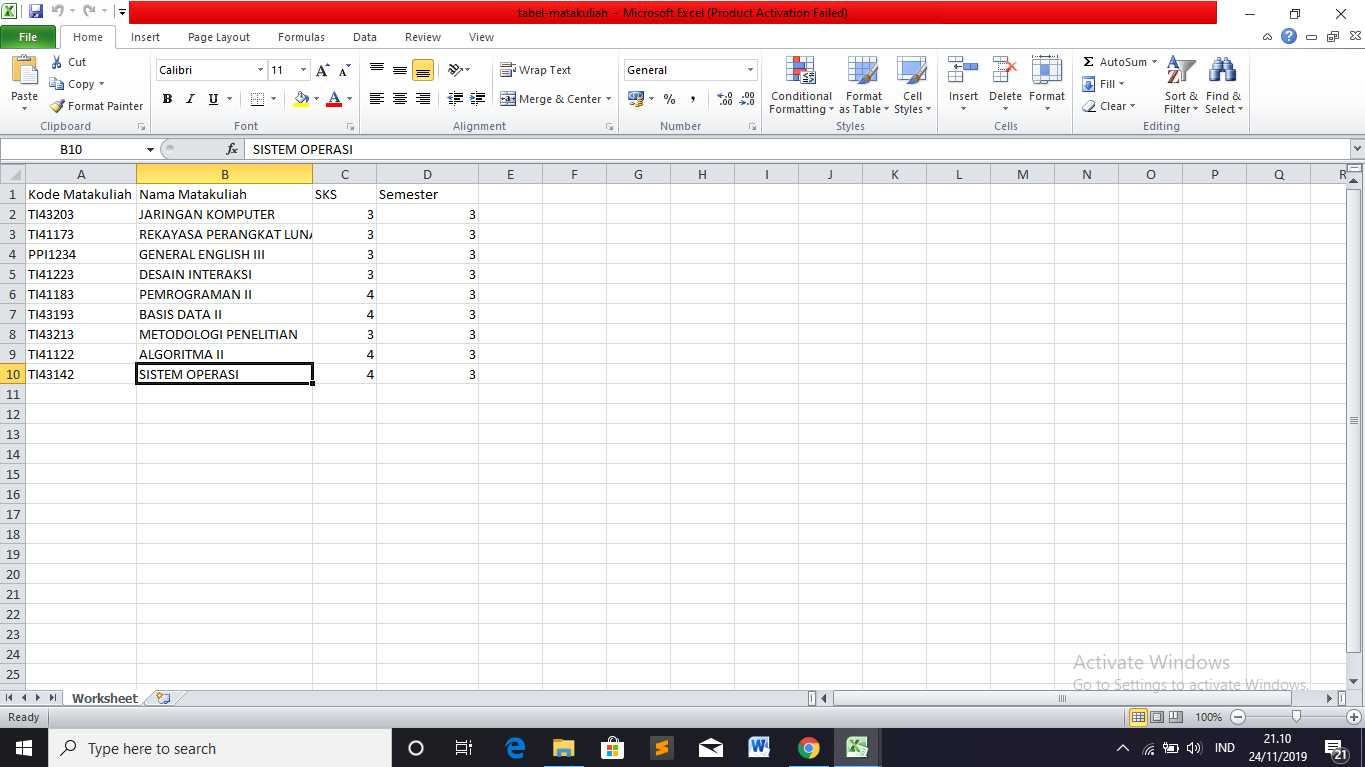 tabel-matakuliah - Microsoft Excel (Product Activation Failed)
File Home Insert Page Layout Formulas Data Review View
Paste
Cut
Copy
Format Painter
Clipboard
Calibri 11
B I U
Font
Wrap Text
Merge & Center
Alignment
General
% ,
Number
Conditional Formatting
Format as Table
Cell Styles
Styles
Insert Delete Format
Cells
Σ AutoSum
Fill
Clear
Sort & Filter
Find & Select
Editing
B10 fx SISTEM OPERASI
A B C D E F G H I J K L M N O P Q R
1 Kode Matakuliah Nama Matakuliah SKS Semester
2 TI43203 JARINGAN KOMPUTER 3 3
3 TI41173 REKAYASA PERANGKAT LUNA 3 3
4 PPI1234 GENERAL ENGLISH III 3 3
5 TI41223 DESAIN INTERAKSI 3 3
6 TI41183 PEMROGRAMAN II 4 3
7 TI43193 BASIS DATA II 4 3
8 TI43213 METODOLOGI PENELITIAN 3 3
9 TI41122 ALGORITMA II 4 3
10 TI43142 SISTEM OPERASI 4 3
11
12
13
14
15
16
17
18
19
20
21
22
23
24
25
Activate Windows
Go to Settings to activate Windows.
Worksheet
Ready 100%
Type here to search
IND
21.10
24/11/2019
21